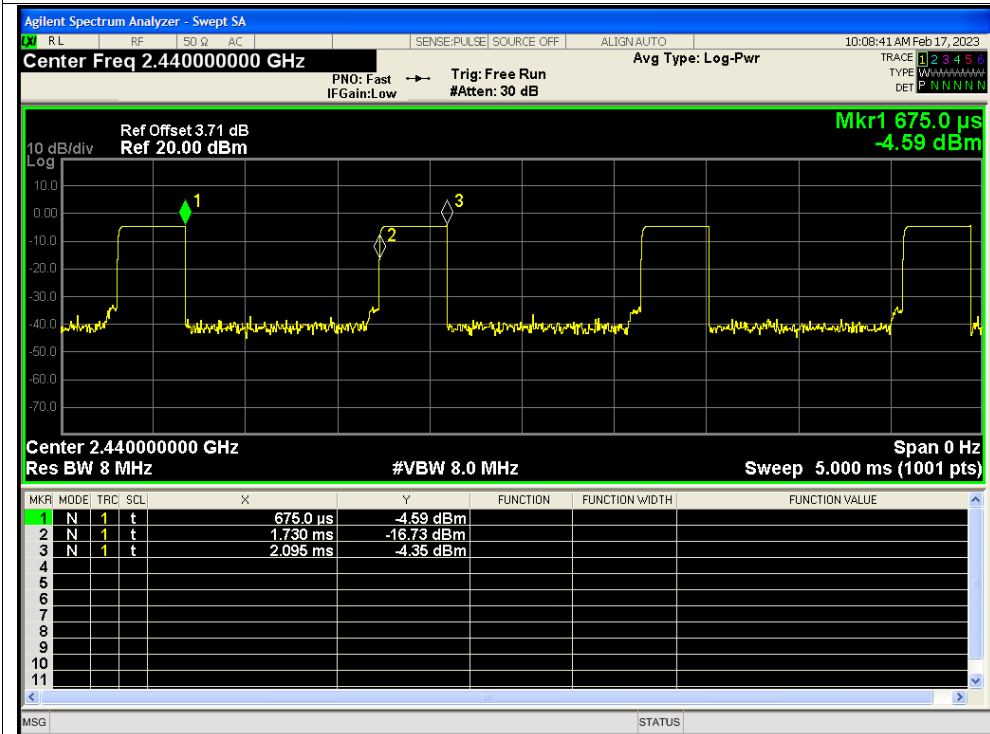 Agilent Spectrum Analyzer - Swept SA
LXI RL RF 50 Ω AC SENSE:PULSE SOURCE OFF ALIGN AUTO 10:08:41 AM Feb 17, 2023
Center Freq 2.440000000 GHz
PNO: Fast
IFGain:Low
Trig: Free Run
#Atten: 30 dB
Avg Type: Log-Pwr
TRACE 1 2 3 4 5 6
TYPE WWWWWW
DET P N N N N N
Mkr1 675.0 µs
-4.59 dBm
Ref Offset 3.71 dB
10 dB/div Ref 20.00 dBm
Log
10.0
0.00
-10.0
-20.0
-30.0
-40.0
-50.0
-60.0
-70.0
1
2
3
Center 2.440000000 GHz Span 0 Hz
Res BW 8 MHz #VBW 8.0 MHz Sweep 5.000 ms (1001 pts)
MKR MODE TRC SCL X Y FUNCTION FUNCTION WIDTH FUNCTION VALUE
1 N 1 t 675.0 µs -4.59 dBm
2 N 1 t 1.730 ms -16.73 dBm
3 N 1 t 2.095 ms -4.35 dBm
4
5
6
7
8
9
10
11
MSG STATUS